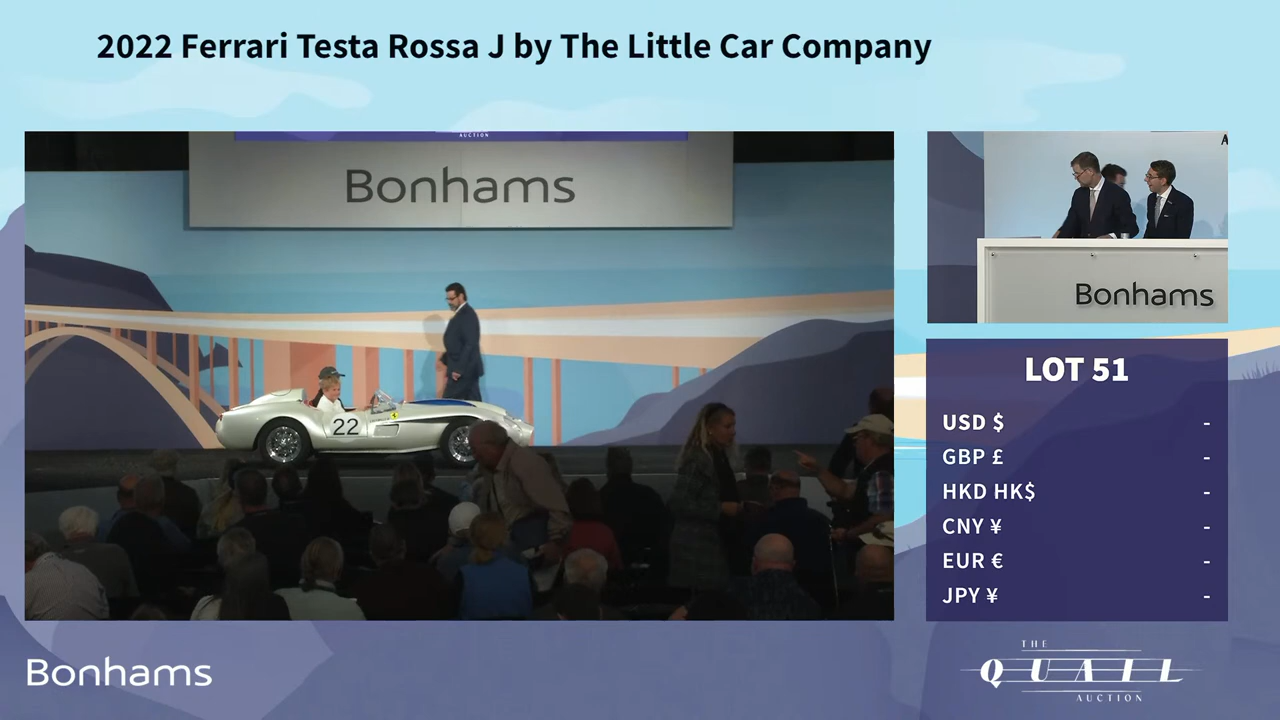 2022 Ferrari Testa Rossa J by The Little Car Company
AUCTION
Bonhams
22
A
Bonhams
LOT 51
USD $ -
GBP £ -
HKD HK$ -
CNY ¥ -
EUR € -
JPY ¥ -
Bonhams
THE
QUAIL
AUCTION